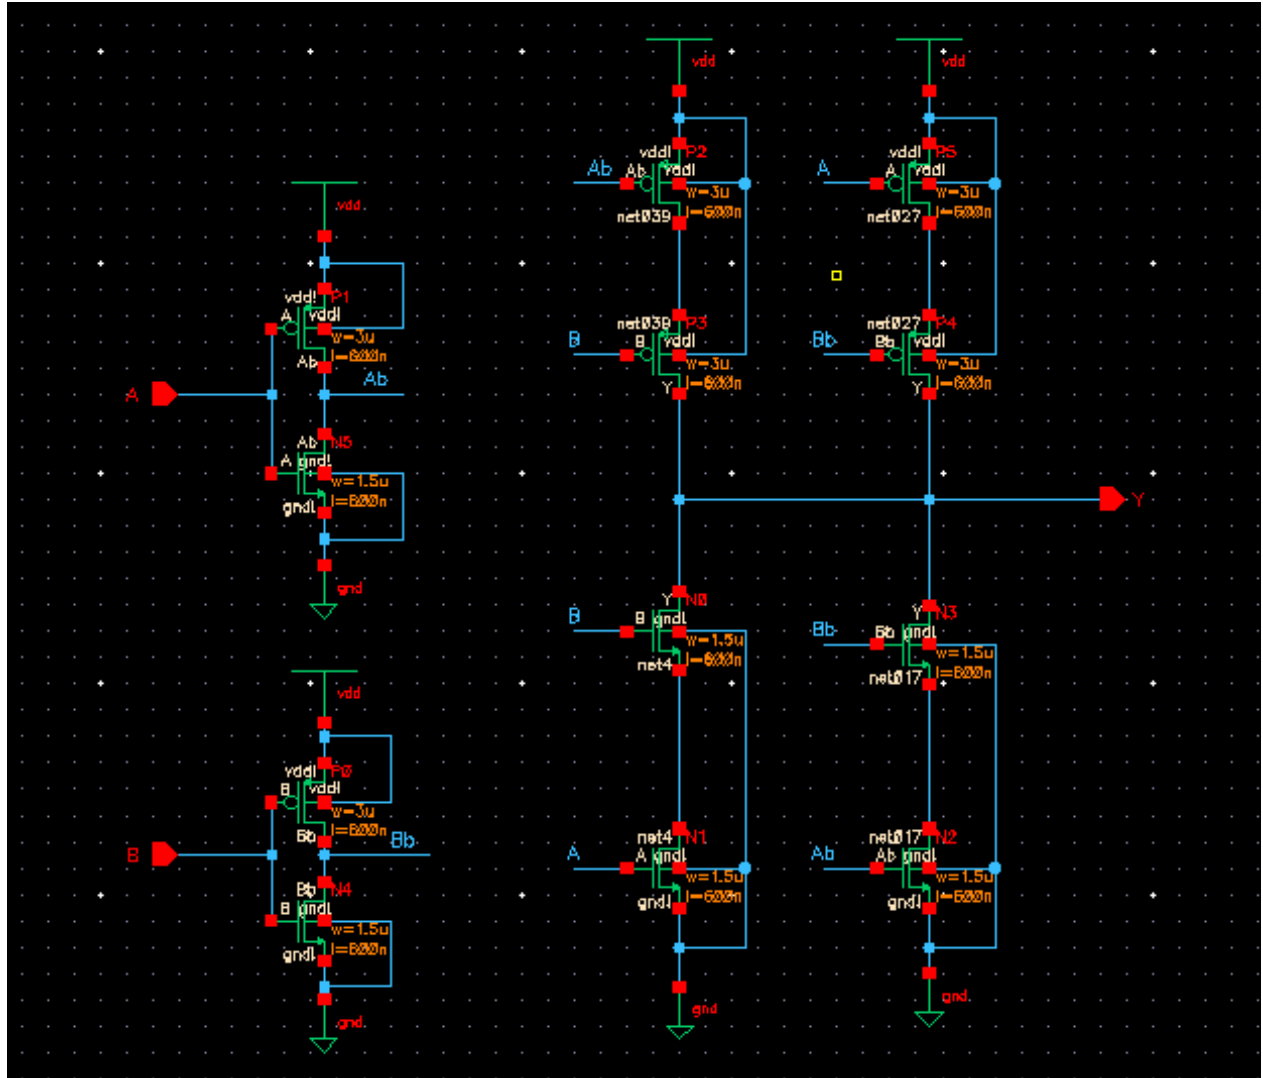 vdd
vdd!
P1
A
vdd!
w=3u
l=600n
Ab
Ab
A
Ab
N5
A
gnd!
w=1.5u
l=600n
gnd!
gnd
vdd
vdd!
P0
B
vdd!
w=3u
l=600n
Bb
Bb
B
Bb
N4
B
gnd!
w=1.5u
l=600n
gnd!
gnd
vdd
vdd!
P2
Ab
Ab
vdd!
w=3u
l=600n
net039
net039
P3
B
B
vdd!
w=3u
l=600n
Y
Y
N0
B
B
gnd!
w=1.5u
l=600n
net4
net4
N1
A
A
gnd!
w=1.5u
l=600n
gnd!
gnd
vdd
vdd!
P5
A
A
vdd!
w=3u
l=600n
net027
net027
P4
Bb
Bb
vdd!
w=3u
l=600n
Y
Y
Y
N3
Bb
Bb
gnd!
w=1.5u
l=600n
net017
net017
N2
Ab
Ab
gnd!
w=1.5u
l=600n
gnd!
gnd